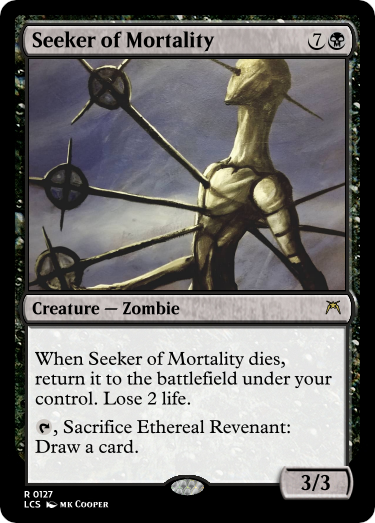 Seeker of Mortality 7
Creature — Zombie
When Seeker of Mortality dies,
return it to the battlefield under your
control. Lose 2 life.
, Sacrifice Ethereal Revenant:
Draw a card.
3/3
R 0127
LCS MK COOPER